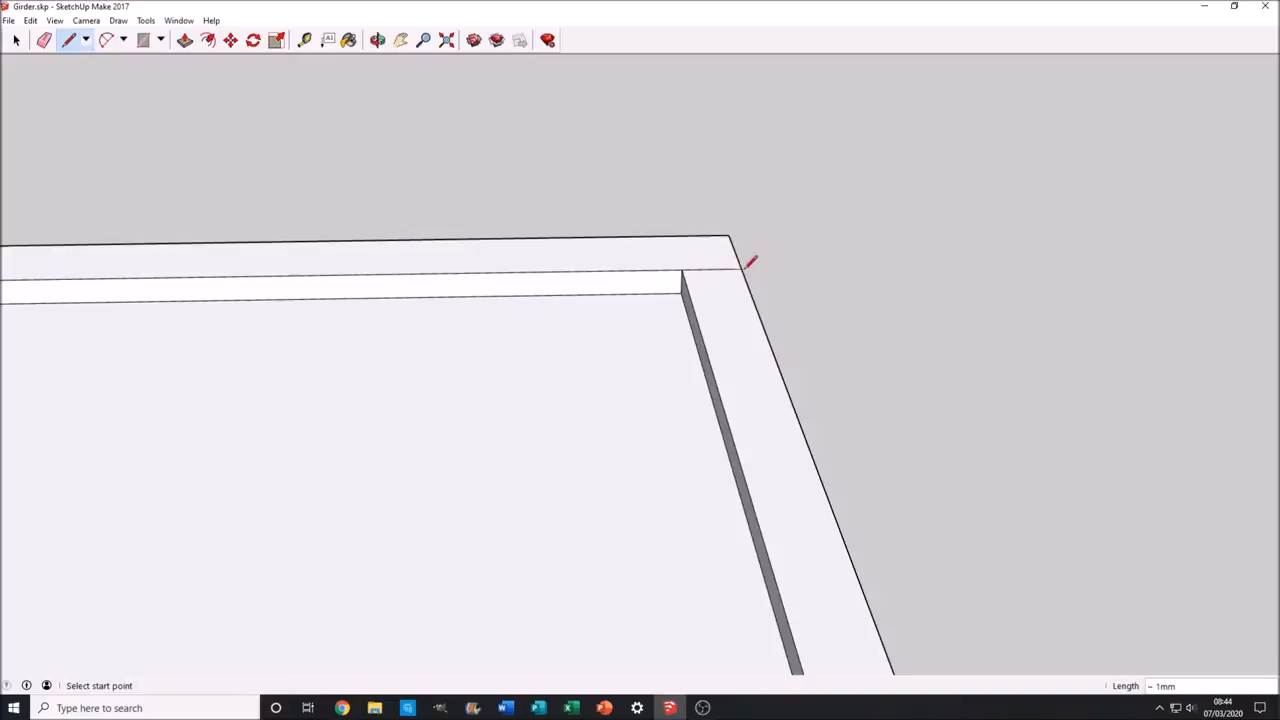 Girder.skp - SketchUp Make 2017
File Edit View Camera Draw Tools Window Help
A1
Select start point
Length ~ 1mm
Type here to search
08:44
07/03/2020